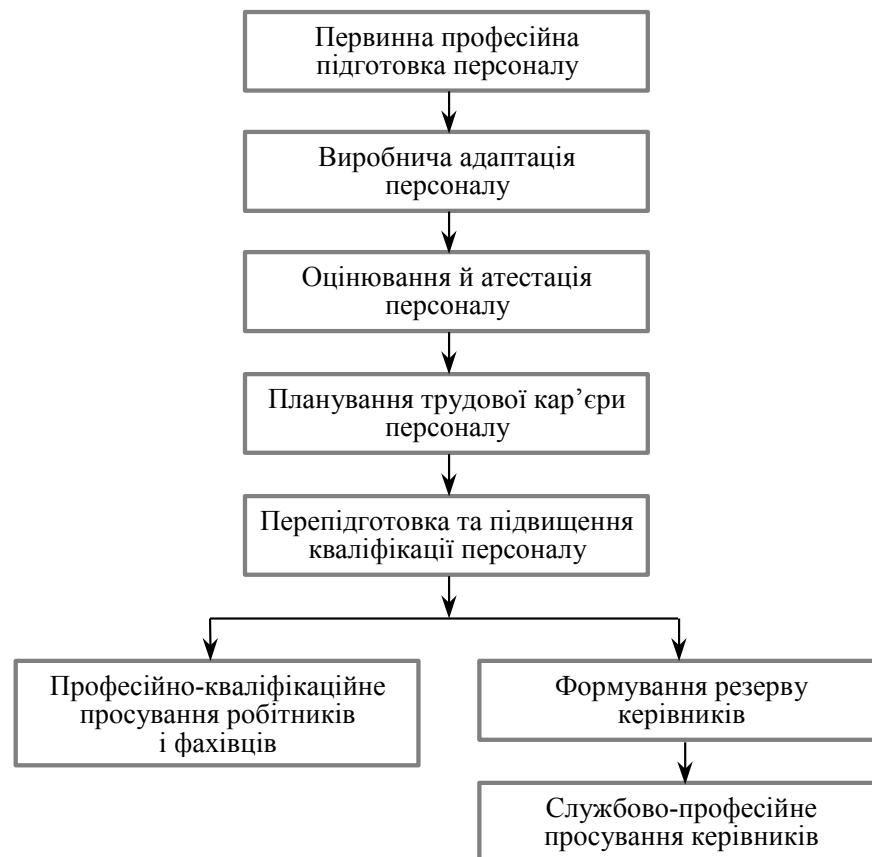 Первинна професійна
підготовка персоналу
Виробнича адаптація
персоналу
Оцінювання й атестація
персоналу
Планування трудової кар’єри
персоналу
Перепідготовка та підвищення
кваліфікації персоналу
Професійно-кваліфікаційне
просування робітників
і фахівців
Формування резерву
керівників
Службово-професійне
просування керівників